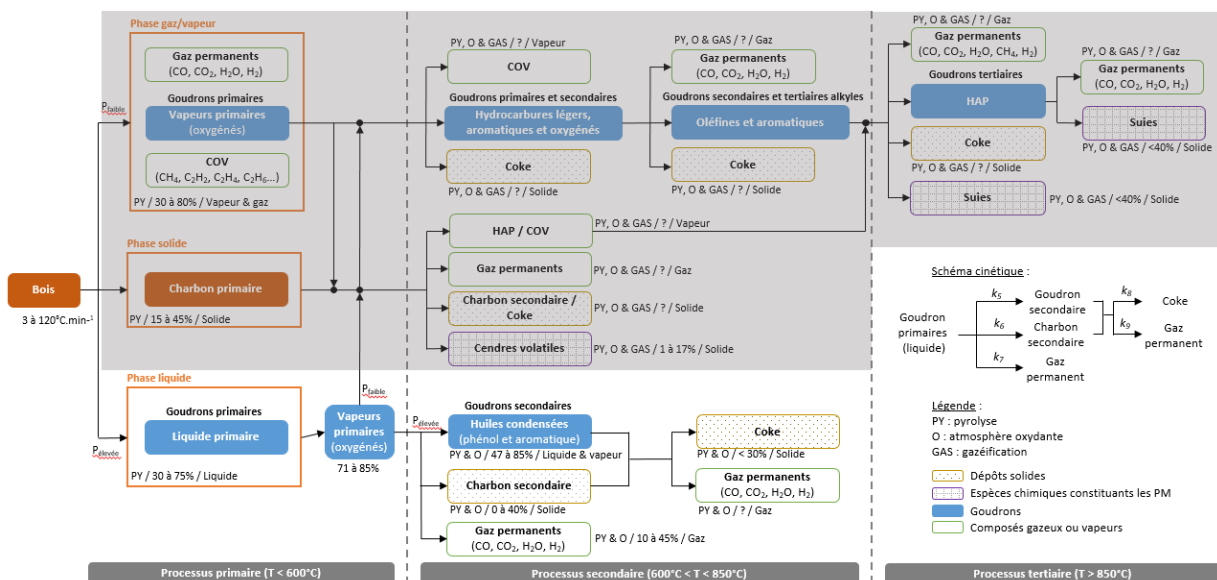 Phase gaz/vapeur
Gaz permanents
(CO, CO₂, H₂O, H₂)
Goudrons primaires
Vapeurs primaires
(oxygénés)
COV
(CH₄, C₂H₂, C₂H₄, C₂H₆...)
PY / 30 à 80% / Vapeur & gaz
P_faible
Phase solide
Bois
3 à 120°C.min-¹
Charbon primaire
PY / 15 à 45% / Solide
Phase liquide
Goudrons primaires
Liquide primaire
PY / 30 à 75% / Liquide
P_élevée
P_faible
Vapeurs
primaires
(oxygénés)
71 à 85%
Processus primaire (T < 600°C)
PY, O & GAS / ? / Vapeur
COV
Goudrons primaires et secondaires
Hydrocarbures légers,
aromatiques et oxygénés
Coke
PY, O & GAS / ? / Solide
PY, O & GAS / ? / Gaz
Gaz permanents
(CO, CO₂, H₂O, H₂)
Goudrons secondaires et tertiaires alkyles
Oléfines et aromatiques
Coke
PY, O & GAS / ? / Solide
HAP / COV
PY, O & GAS / ? / Vapeur
Gaz permanents
PY, O & GAS / ? / Gaz
Charbon secondaire /
Coke
PY, O & GAS / ? / Solide
Cendres volatiles
PY, O & GAS / 1 à 17% / Solide
P_élevée
Goudrons secondaires
Huiles condensées
(phénol et aromatique)
PY & O / 47 à 85% / Liquide & vapeur
Charbon secondaire
PY & O / 0 à 40% / Solide
Gaz permanents
(CO, CO₂, H₂O, H₂)
PY & O / 10 à 45% / Gaz
Coke
PY & O / < 30% / Solide
Gaz permanents
(CO, CO₂, H₂O, H₂)
PY & O / ? / Gaz
Processus secondaire (600°C < T < 850°C)
PY, O & GAS / ? / Gaz
Gaz permanents
(CO, CO₂, H₂O, CH₄, H₂)
Goudrons tertiaires
HAP
Coke
PY, O & GAS / ? / Solide
Suies
PY, O & GAS / <40% / Solide
PY, O & GAS / ? / Gaz
Gaz permanents
(CO, CO₂, H₂O, H₂)
Suies
PY, O & GAS / <40% / Solide
Schéma cinétique :
Goudron
primaires
(liquide)
k₅
Goudron
secondaire
k₆
Charbon
secondaire
k₇
Gaz
permanent
k₈
Coke
k₉
Gaz
permanent
Légende :
PY : pyrolyse
O : atmosphère oxydante
GAS : gazéification
Dépôts solides
Espèces chimiques constituants les PM
Goudrons
Composés gazeux ou vapeurs
Processus tertiaire (T > 850°C)